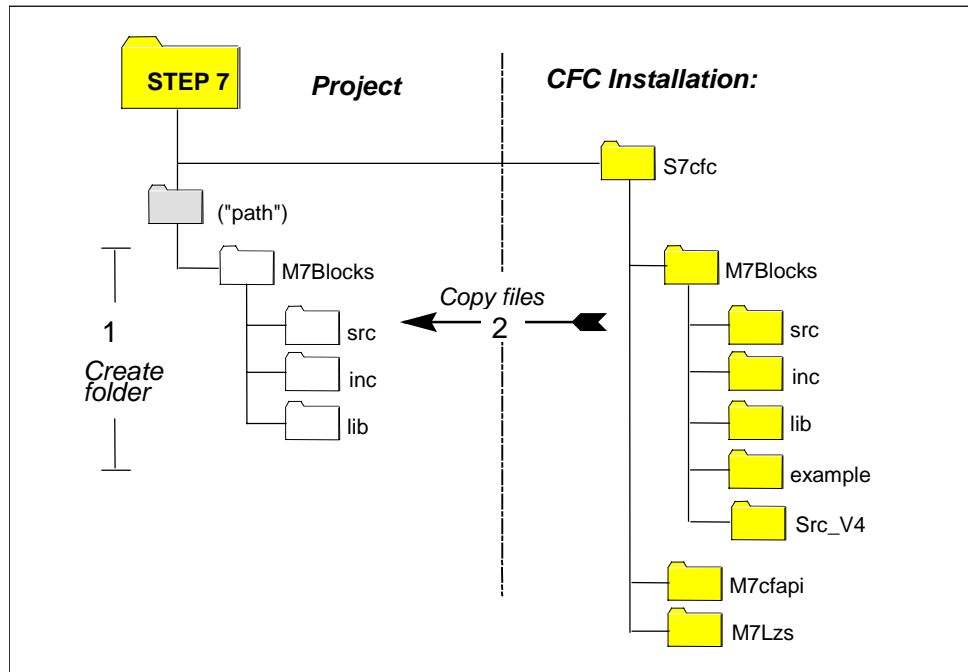 STEP 7
Project
CFC Installation:
S7cfc
("path")
M7Blocks
M7Blocks
Copy files
2
src
src
1
Create
folder
inc
inc
lib
lib
example
Src_V4
M7cfapi
M7Lzs